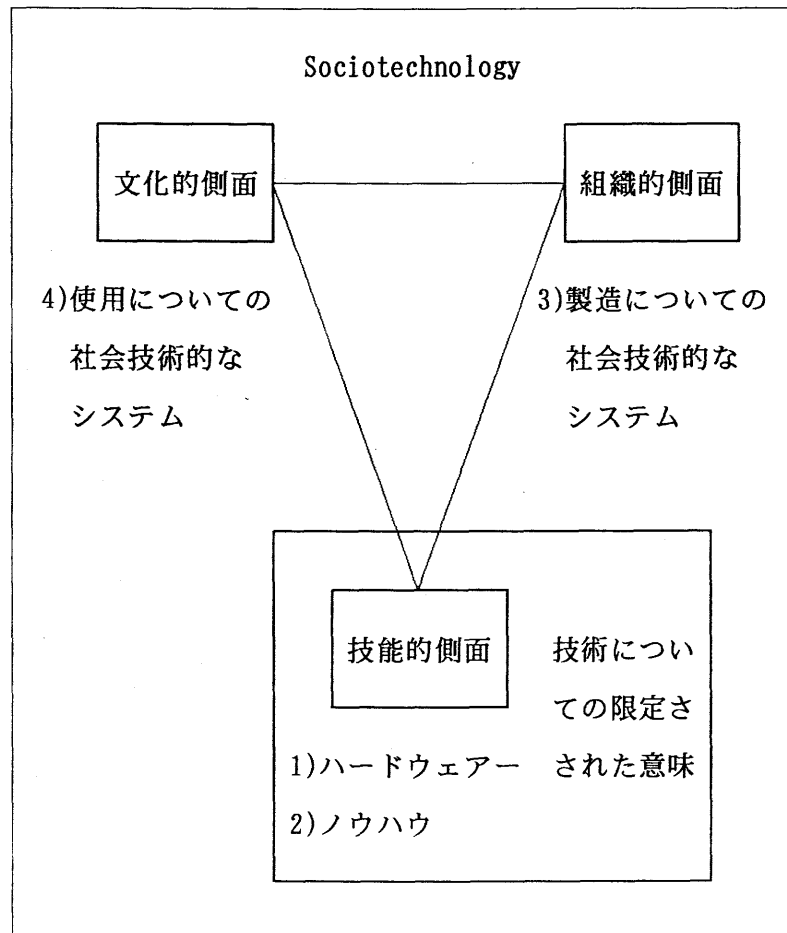 Sociotechnology
文化的側面
組織的側面
4)使用についての
社会技術的な
システム
3)製造についての
社会技術的な
システム
技能的側面
技術につい
ての限定さ
された意味
1)ハードウェアー
2)ノウハウ